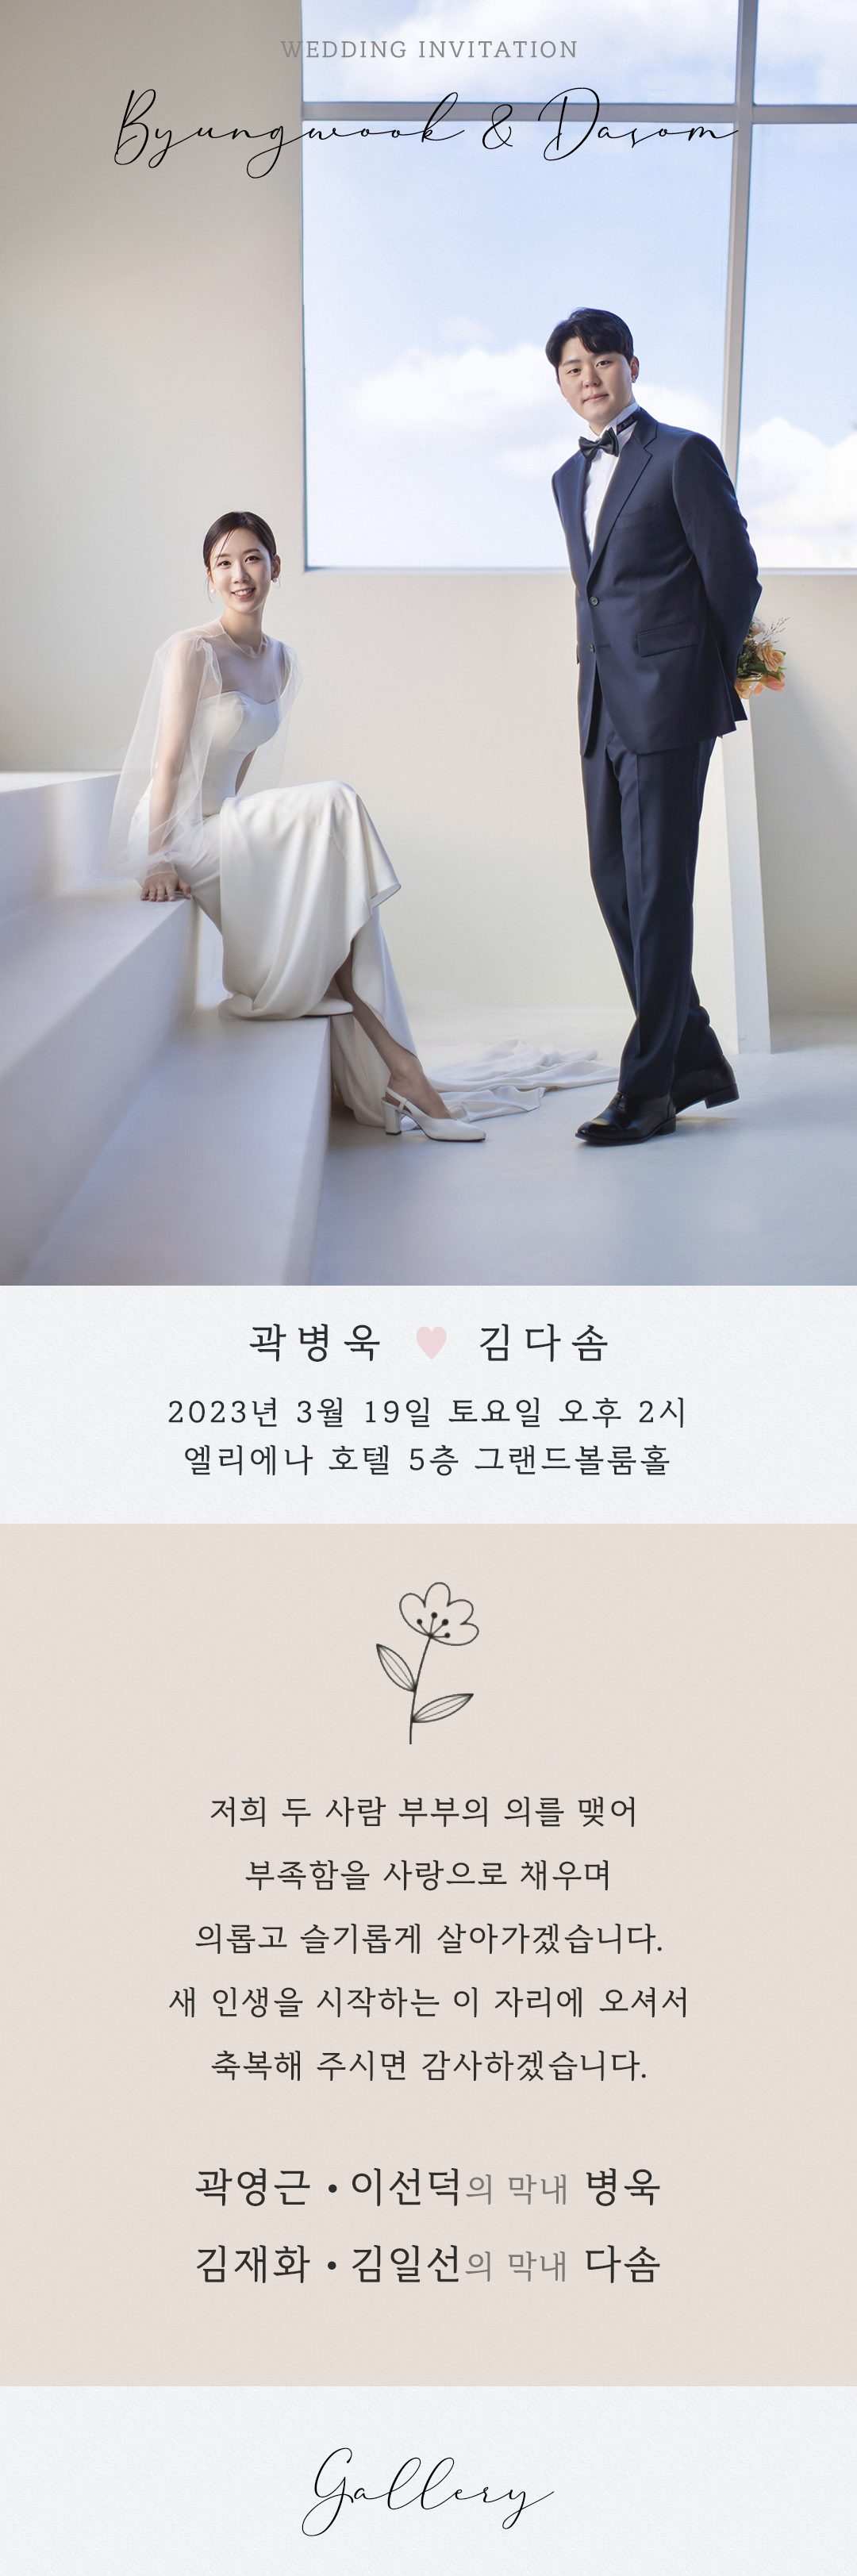 WEDDING INVITATION
Byungwook & Dasom
곽병욱 김다솜
2023년 3월 19일 토요일 오후 2시
엘리에나 호텔 5층 그랜드볼룸홀
저희 두 사람 부부의 의를 맺어
부족함을 사랑으로 채우며
의롭고 슬기롭게 살아가겠습니다.
새 인생을 시작하는 이 자리에 오셔서
축복해 주시면 감사하겠습니다.
곽영근 • 이선덕의 막내 병욱
김재화 • 김일선의 막내 다솜
Gallery